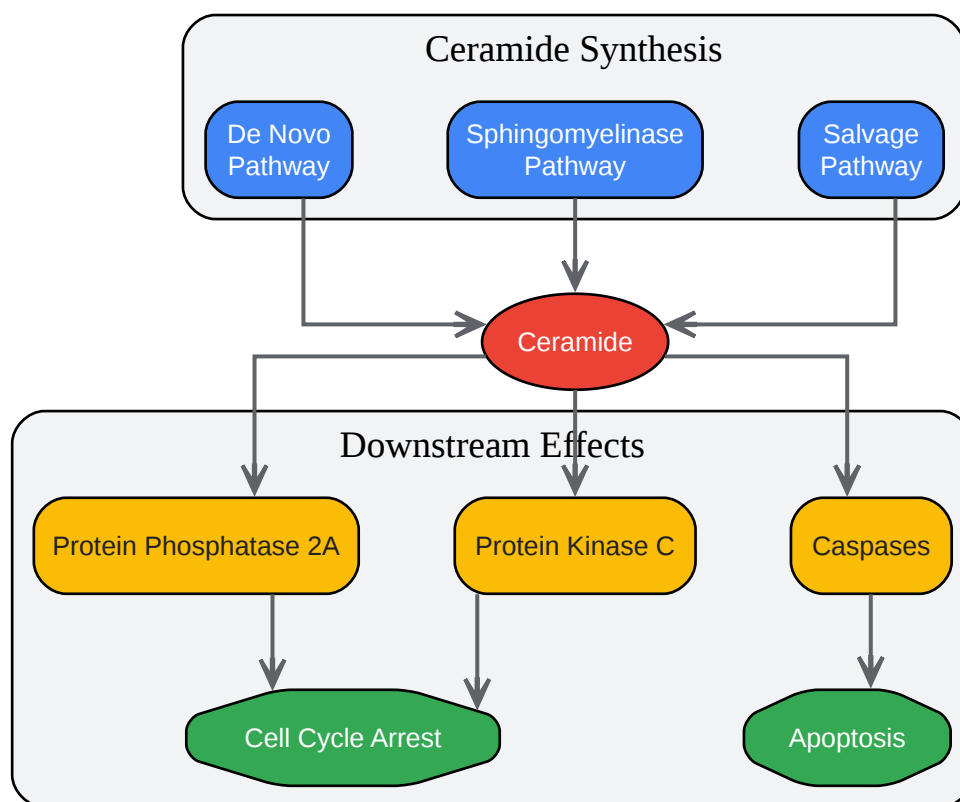 Ceramide Synthesis
De Novo
Pathway
Sphingomyelinase
Pathway
Salvage
Pathway
Ceramide
Downstream Effects
Protein Phosphatase 2A
Protein Kinase C
Caspases
Cell Cycle Arrest
Apoptosis